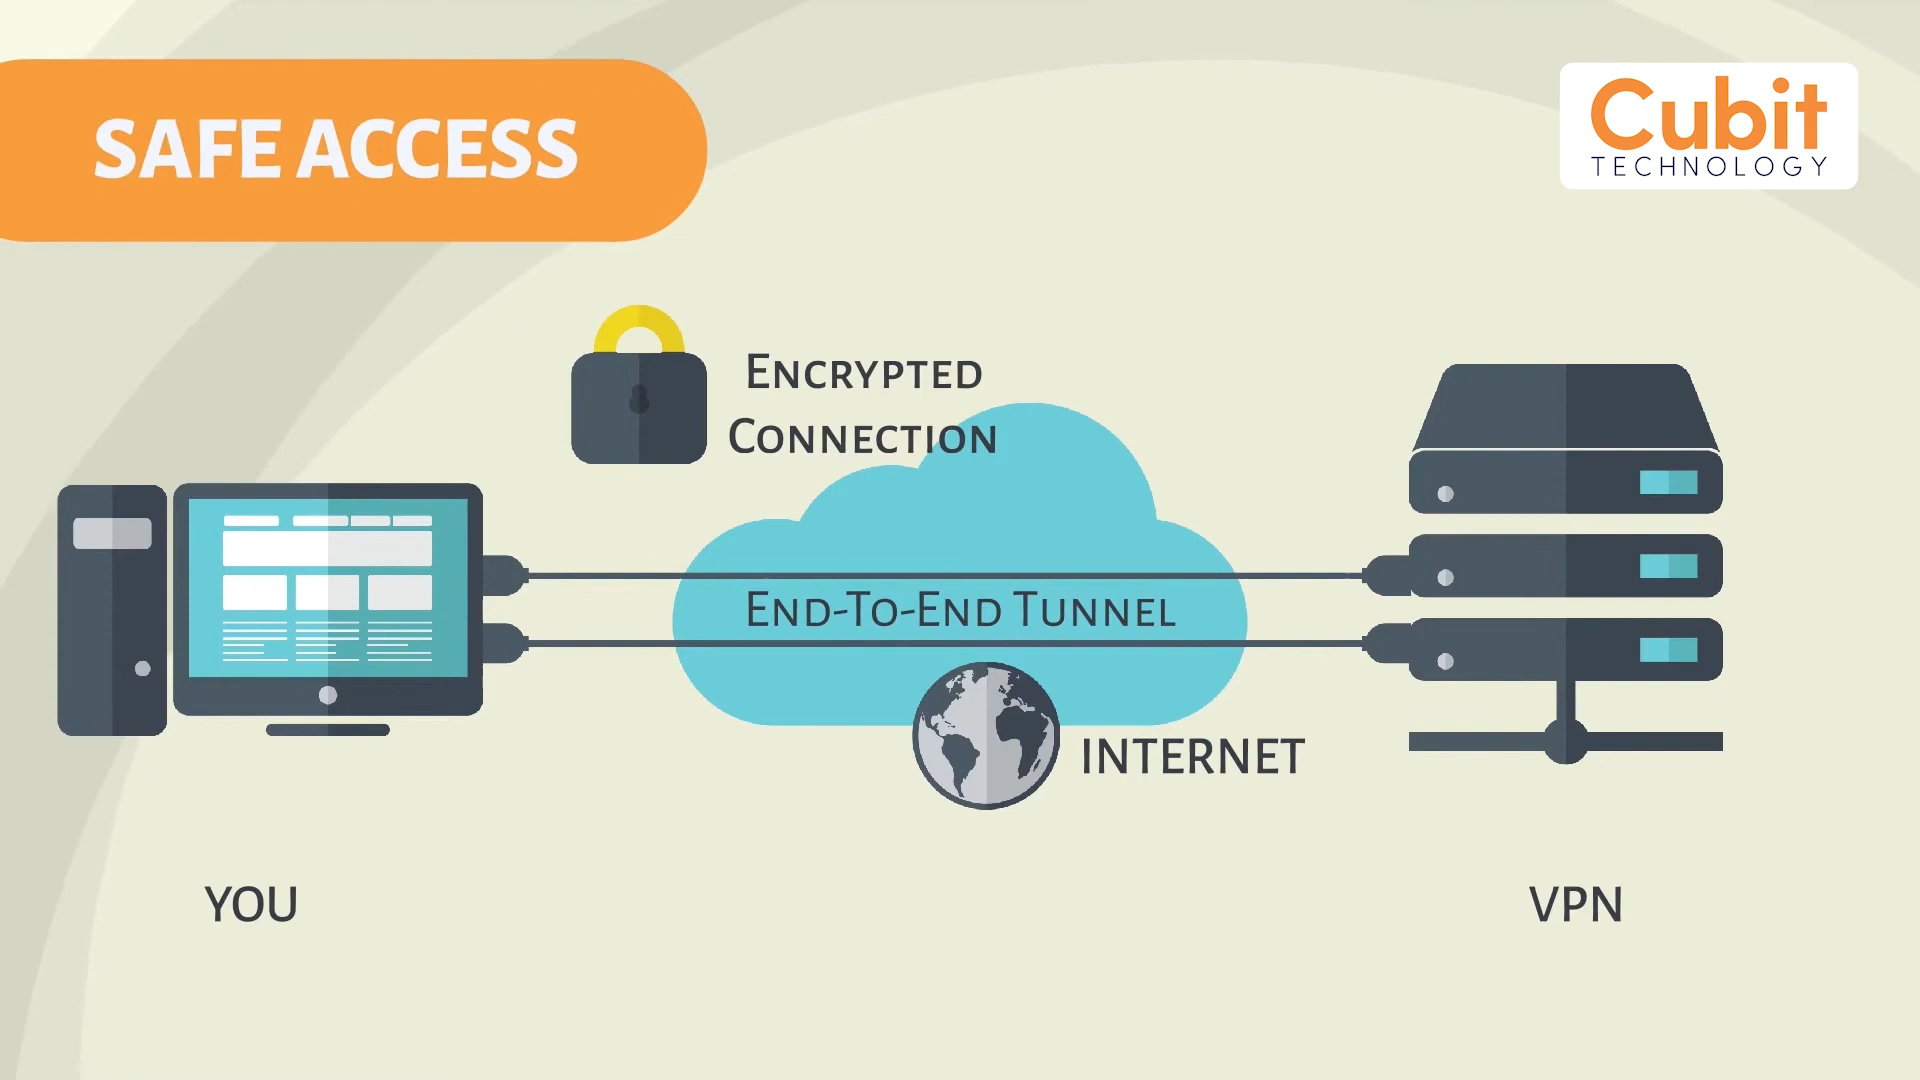 SAFE ACCESS
Cubit
TECHNOLOGY
ENCRYPTED
CONNECTION
END-TO-END TUNNEL
INTERNET
YOU
VPN